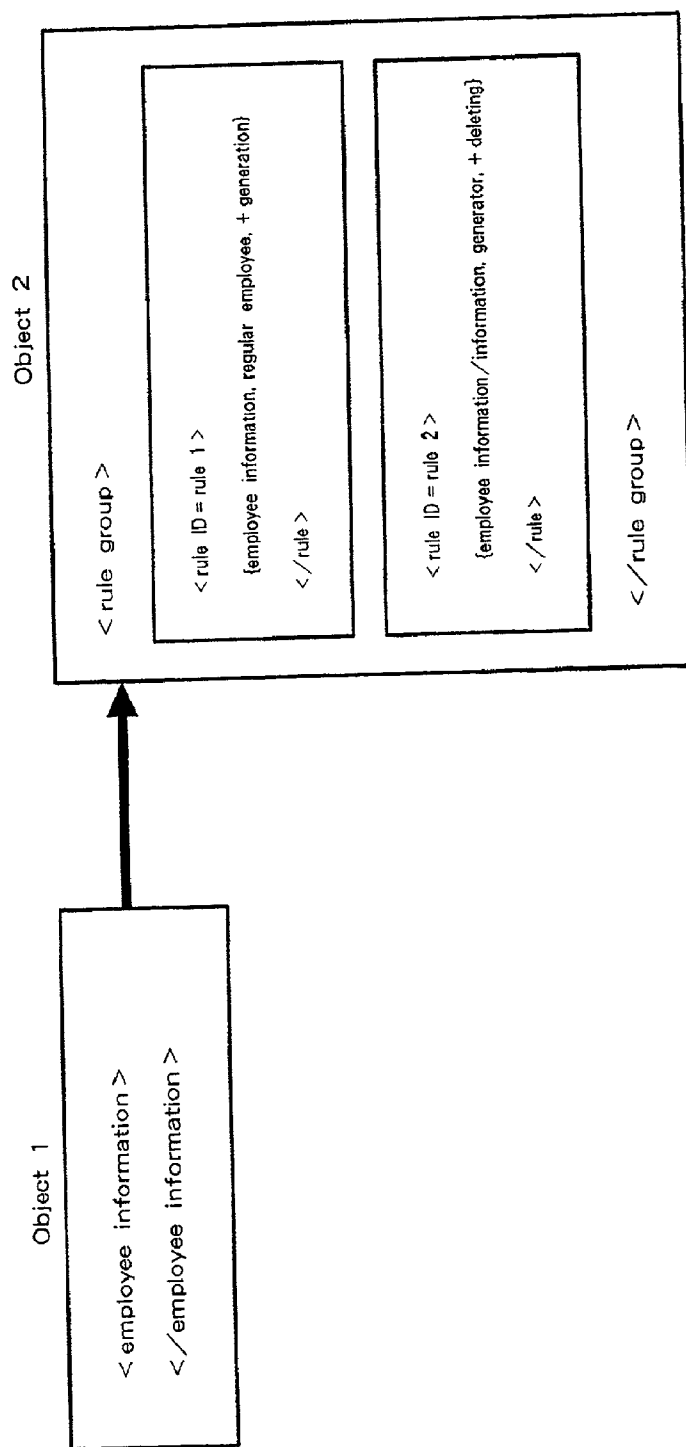 Object 1
<employee information>
</employee information>
Object 2
<rule group>
<rule ID=rule 1>
{employee information, regular employee, + generation}
</rule>
<rule ID=rule 2>
{employee information/information, generator, + deleting}
</rule>
</rule group>